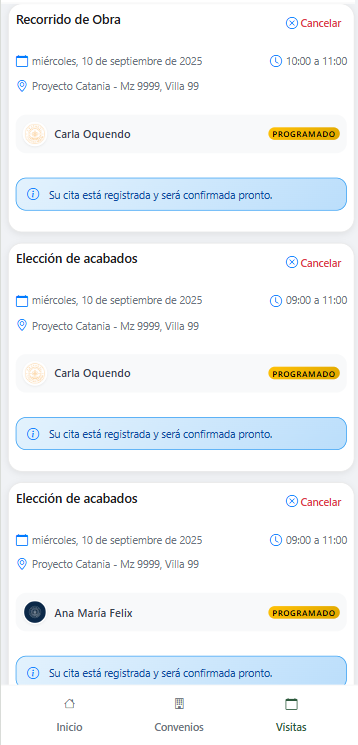 Recorrido de Obra
Cancelar
miércoles, 10 de septiembre de 2025
10:00 a 11:00
Proyecto Catania - Mz 9999, Villa 99
Carla Oquendo
PROGRAMADO
Su cita está registrada y será confirmada pronto.
Elección de acabados
Cancelar
miércoles, 10 de septiembre de 2025
09:00 a 11:00
Proyecto Catania - Mz 9999, Villa 99
Carla Oquendo
PROGRAMADO
Su cita está registrada y será confirmada pronto.
Elección de acabados
Cancelar
miércoles, 10 de septiembre de 2025
09:00 a 11:00
Proyecto Catania - Mz 9999, Villa 99
Ana María Felix
PROGRAMADO
Su cita está registrada y será confirmada pronto.
Inicio
Convenios
Visitas